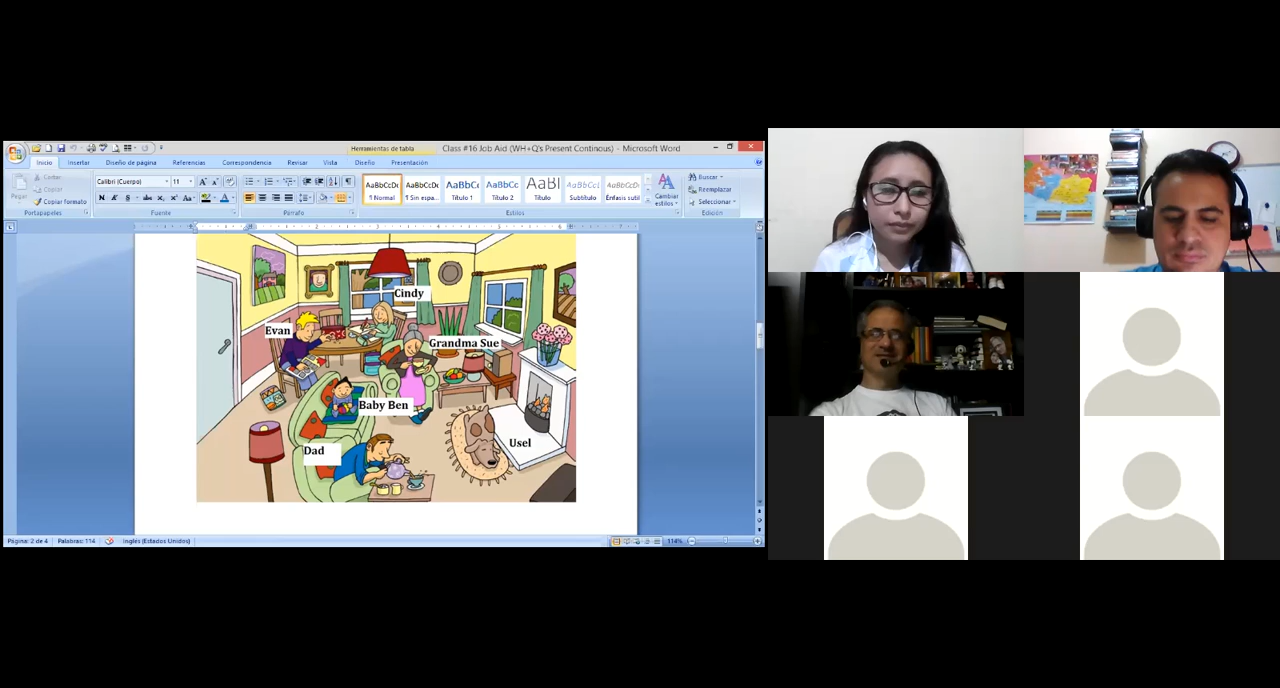 Herramientas de tabla
Class #16 Job Aid (WH+Q's Present Continous) - Microsoft Word
Inicio Insertar Diseño de página Referencias Correspondencia Revisar Vista Diseño Presentación
Pegar
Cortar
Copiar
Copiar formato
Portapapeles
Calibri (Cuerpo) 11
Fuente
Párrafo
AaBbCcDc AaBbCcDc AaBbC AaBbCc AaBl AaBbCcL AaBbCcDc
¶ Normal ¶ Sin espa... Título 1 Título 2 Título Subtítulo Énfasis sutil
Cambiar estilos
Estilos
Buscar
Reemplazar
Seleccionar
Edición
Cindy
Evan
Grandma Sue
Baby Ben
Usel
Dad
Página: 2 de 4 Palabras: 114 Inglés (Estados Unidos) 114%